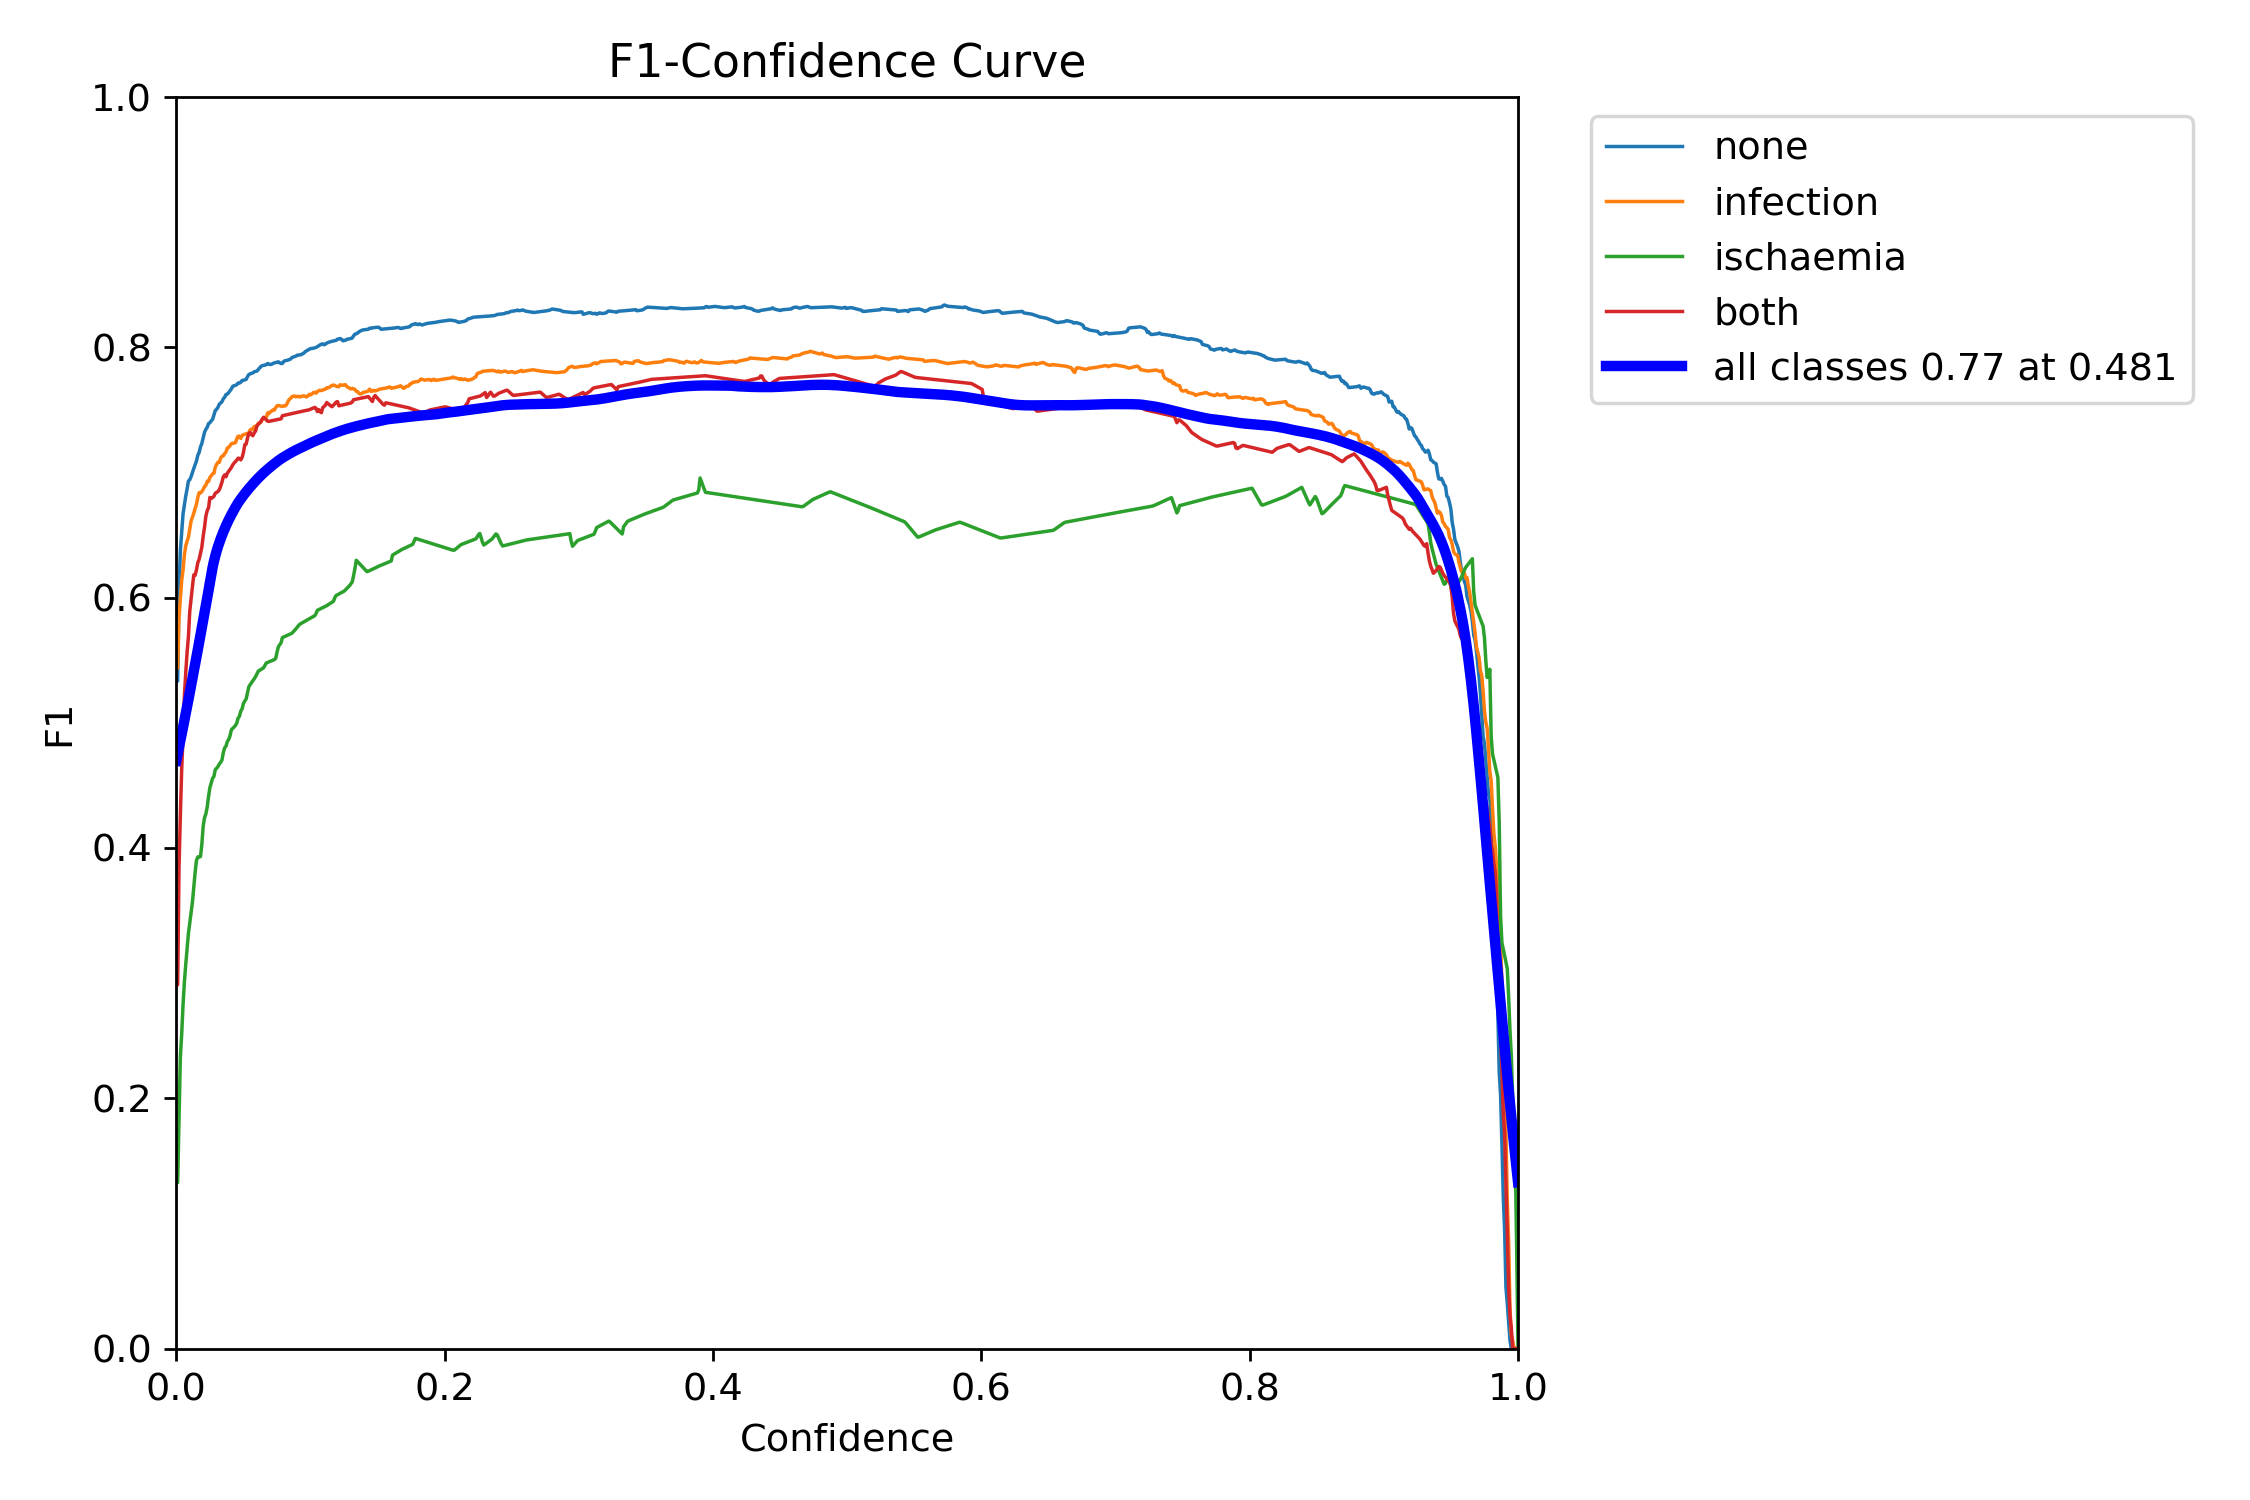 F1-Confidence Curve
1.0
0.8
0.6
0.4
0.2
0.0
F1
0.0 0.2 0.4 0.6 0.8 1.0
Confidence
none
infection
ischaemia
both
all classes 0.77 at 0.481